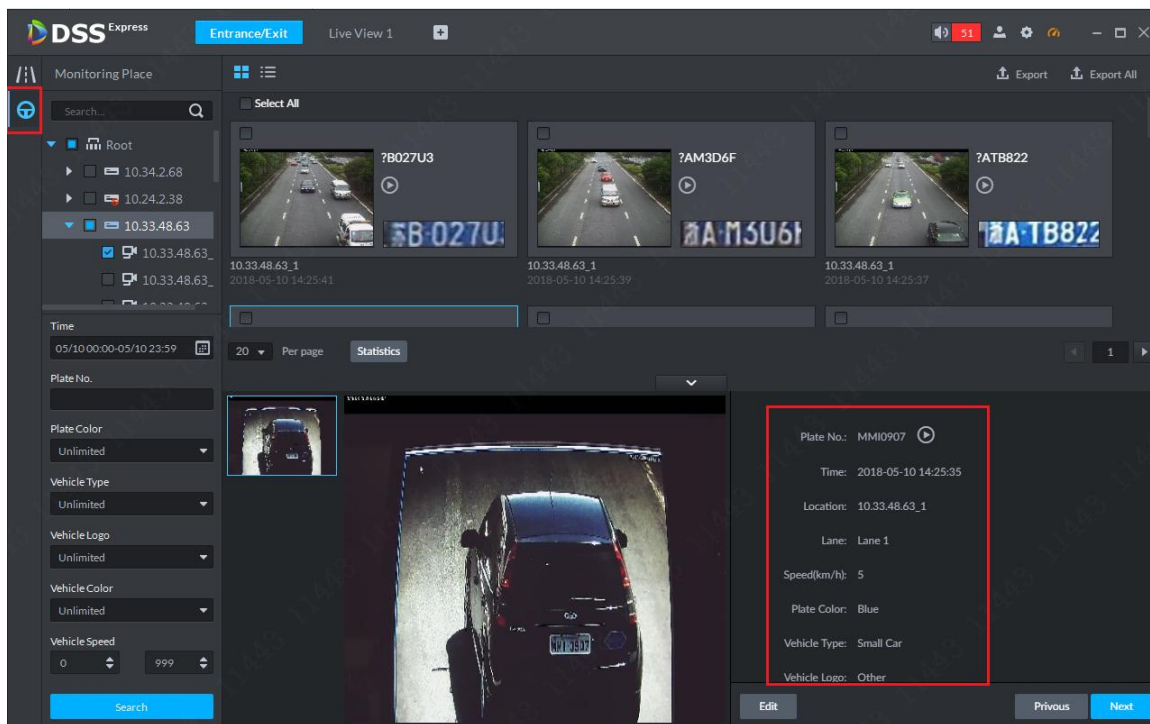 DSS Express
Entrance/Exit
Live View 1
51
Monitoring Place
Export
Export All
Search...
Select All
Root
10.34.2.68
10.24.2.38
10.33.48.63
10.33.48.63_
10.33.48.63_
?B027U3
B·027U
10.33.48.63_1
2018-05-10 14:25:41
?AM3D6F
浙A·M3U6F
10.33.48.63_1
2018-05-10 14:25:39
?ATB822
浙A·TB822
10.33.48.63_1
2018-05-10 14:25:37
Time
05/10 00:00-05/10 23:59
Plate No.
Plate Color
Unlimited
Vehicle Type
Unlimited
Vehicle Logo
Unlimited
Vehicle Color
Unlimited
Vehicle Speed
0
999
Search
20
Per page
Statistics
1
Plate No.: MMI0907
Time: 2018-05-10 14:25:35
Location: 10.33.48.63_1
Lane: Lane 1
Speed(km/h): 5
Plate Color: Blue
Vehicle Type: Small Car
Vehicle Logo: Other
Edit
Privous
Next